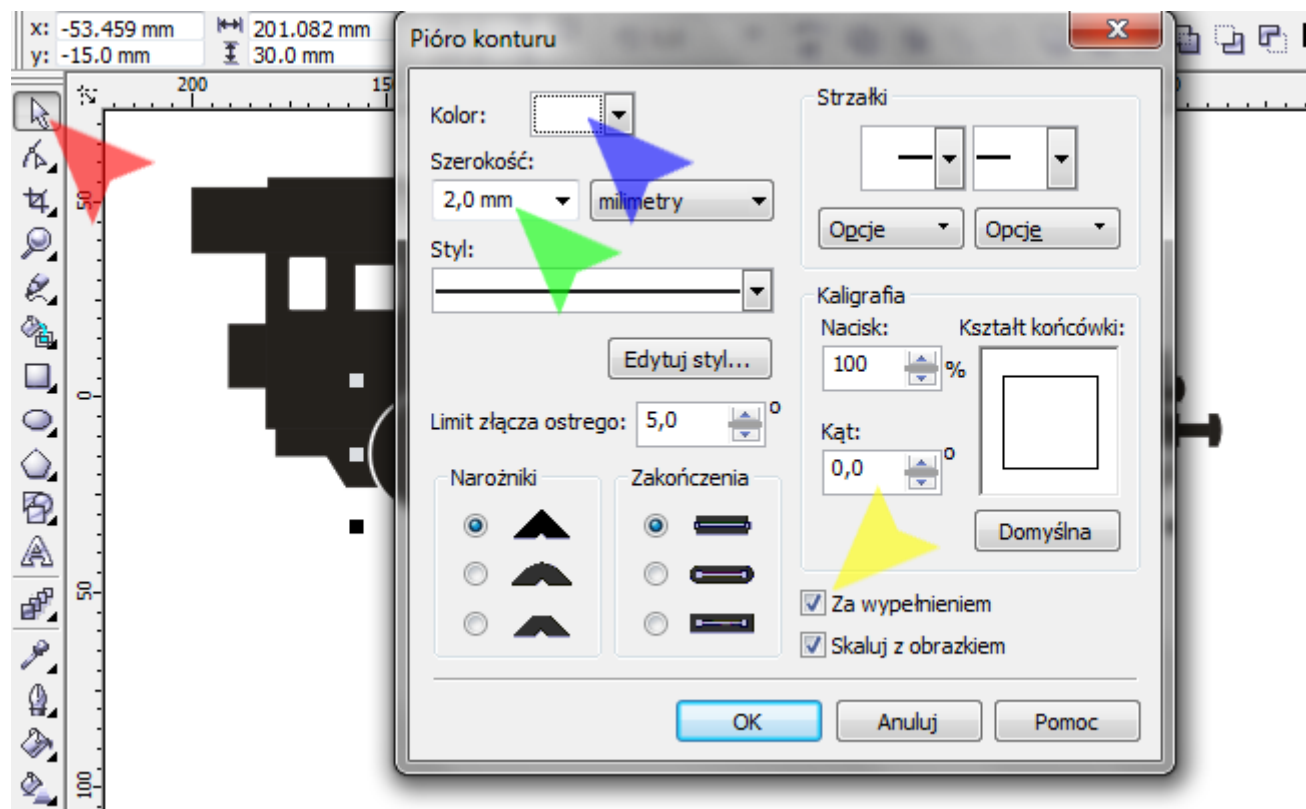 x: -53.459 mm 201.082 mm
y: -15.0 mm 30.0 mm
Pióro konturu
200 15
50
0
50
100
Kolor:
Szerokość:
2,0 mm milimetry
Styl:
Edytuj styl...
Limit złącza ostrego: 5,0 °
Narożniki
Zakończenia
Strzałki
Opcje Opcje
Kaligrafia
Nacisk: Kształt końcówki:
100 %
Kąt:
0,0 °
Domyślna
Za wypełnieniem
Skaluj z obrazkiem
OK Anuluj Pomoc